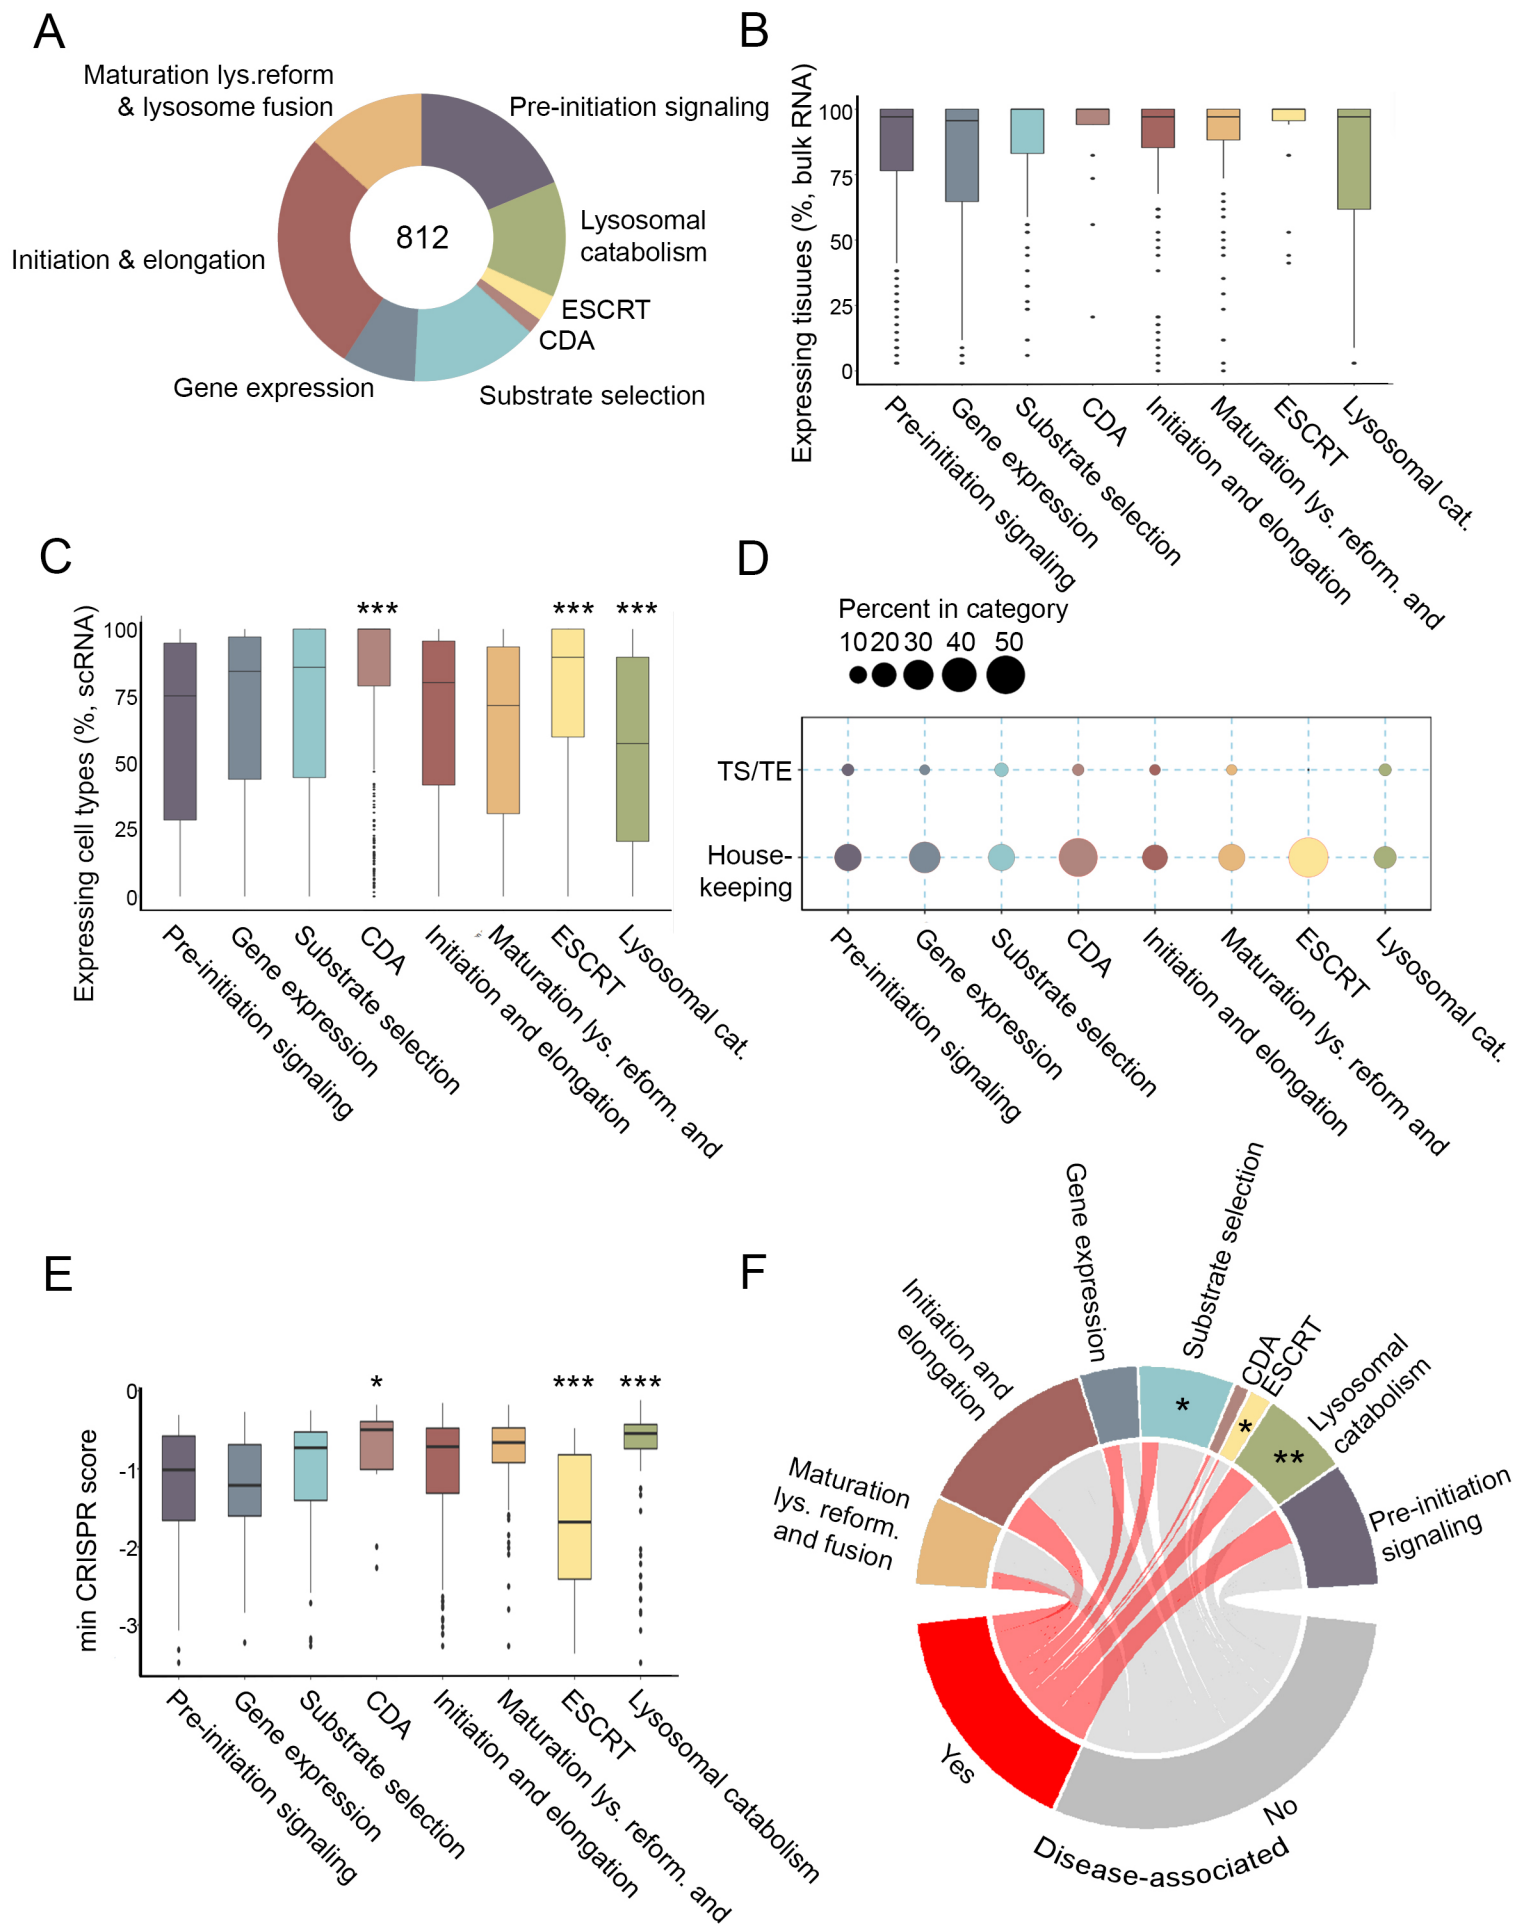 A
Maturation lys.reform
& lysosome fusion
Pre-initiation signaling
Initiation & elongation
812
Lysosomal
catabolism
ESCRT
CDA
Gene expression
Substrate selection
B
Expressing tisuues (%, bulk RNA)
100
75
50
25
0
Pre-initiation signaling
Gene expression
Substrate selection
CDA
Initiation and elongation
Maturation lys. reform. and
ESCRT
Lysosomal cat.
C
Expressing cell types (%, scRNA)
100
75
50
25
0
***
***
***
Pre-initiation signaling
Gene expression
Substrate selection
CDA
Initiation and elongation
Maturation lys. reform. and
ESCRT
Lysosomal cat.
D
Percent in category
10 20 30 40 50
TS/TE
House-
keeping
Pre-initiation signaling
Gene expression
Substrate selection
CDA
Initiation and elongation
Maturation lys. reform and
ESCRT
Lysosomal cat.
E
min CRISPR score
0
-1
-2
-3
*
***
***
Pre-initiation signaling
Gene expression
Substrate selection
CDA
Initiation and elongation
Maturation lys. reform. and
ESCRT
Lysosomal catabolism
F
Maturation
lys. reform.
and fusion
Initiation and
elongation
Gene expression
Substrate selection
CDA
ESCRT
Lysosomal
catabolism
Pre-initiation
signaling
*
*
**
Yes
No
Disease-associated